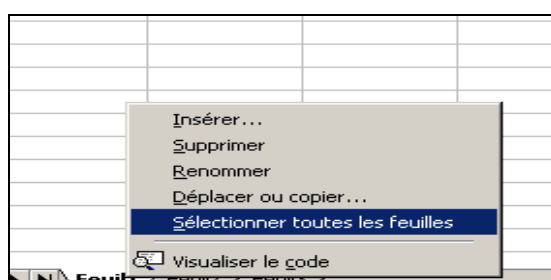 Insérer...
Supprimer
Renommer
Déplacer ou copier...
Sélectionner toutes les feuilles
Visualiser le code